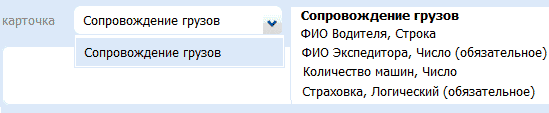 карточка
Сопровождение грузов
Сопровождение грузов
Сопровождение грузов
ФИО Водителя, Строка
ФИО Экспедитора, Число (обязательное)
Количество машин, Число
Страховка, Логический (обязательное)